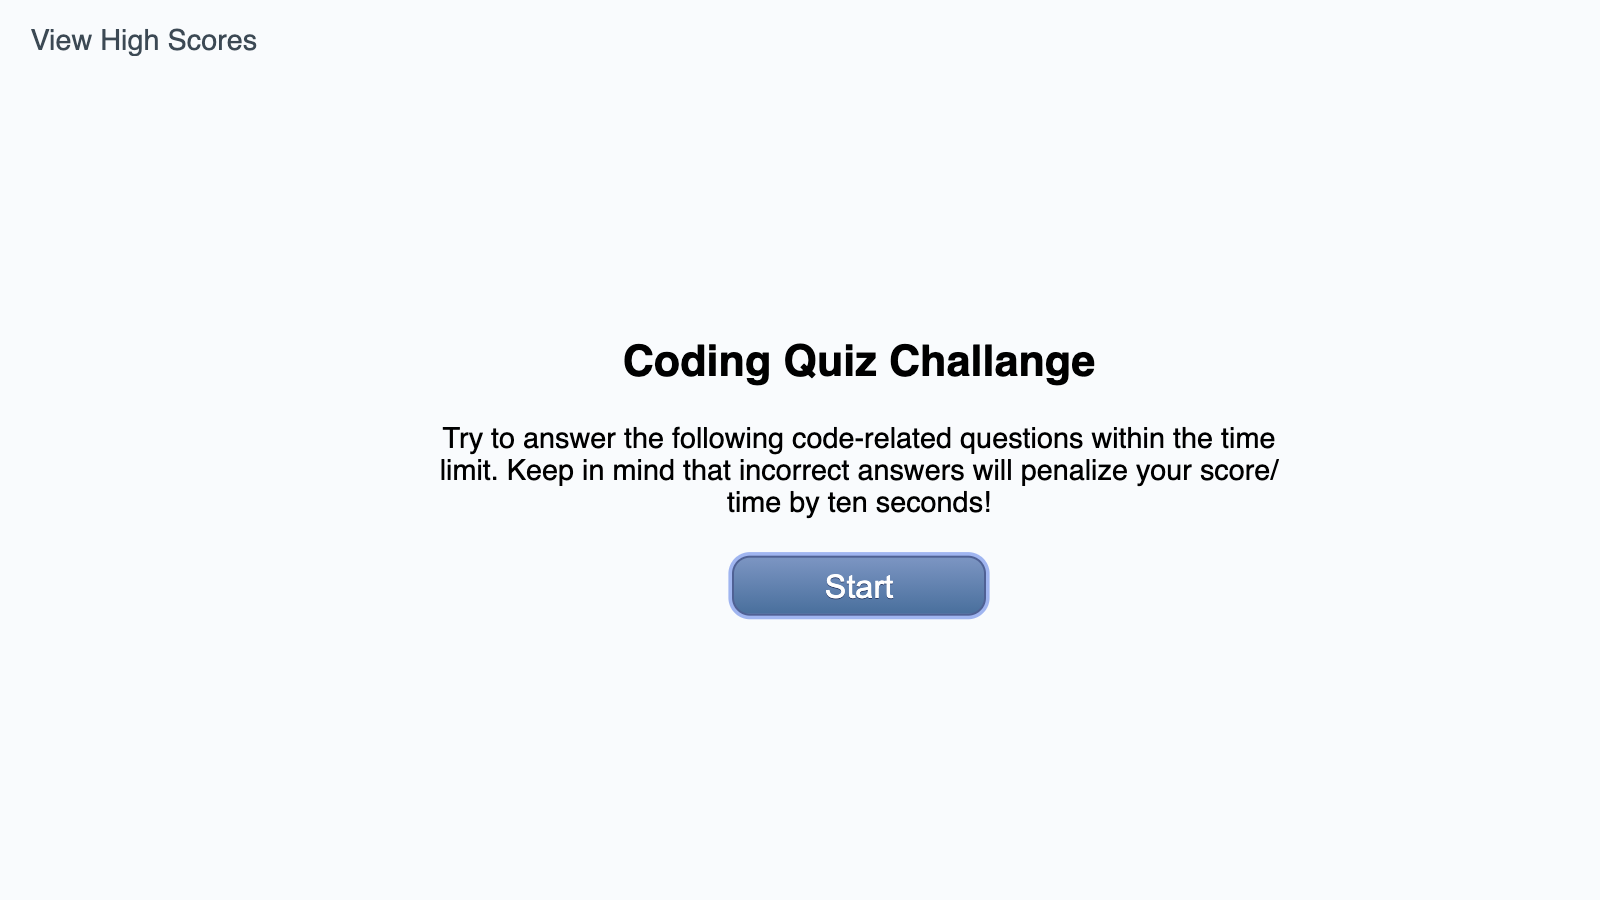 View High Scores
Coding Quiz Challange
Try to answer the following code-related questions within the time
limit. Keep in mind that incorrect answers will penalize your score/
time by ten seconds!
Start